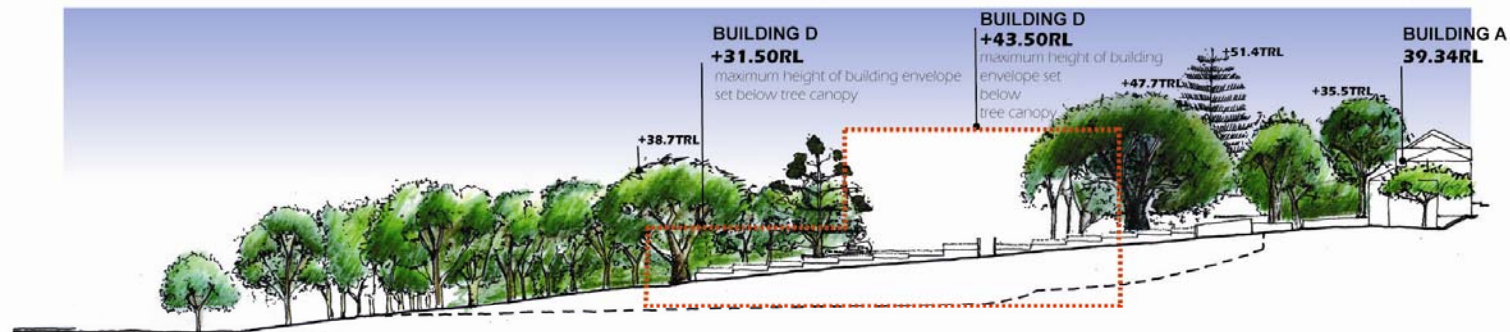 BUILDING D
+31.50RL
maximum height of building envelope
set below tree canopy
BUILDING D
+43.50RL
maximum height of building
envelope set
below
tree canopy
BUILDING A
39.34RL
+38.7TRL
+47.7TRL
+51.4TRL
+35.5TRL